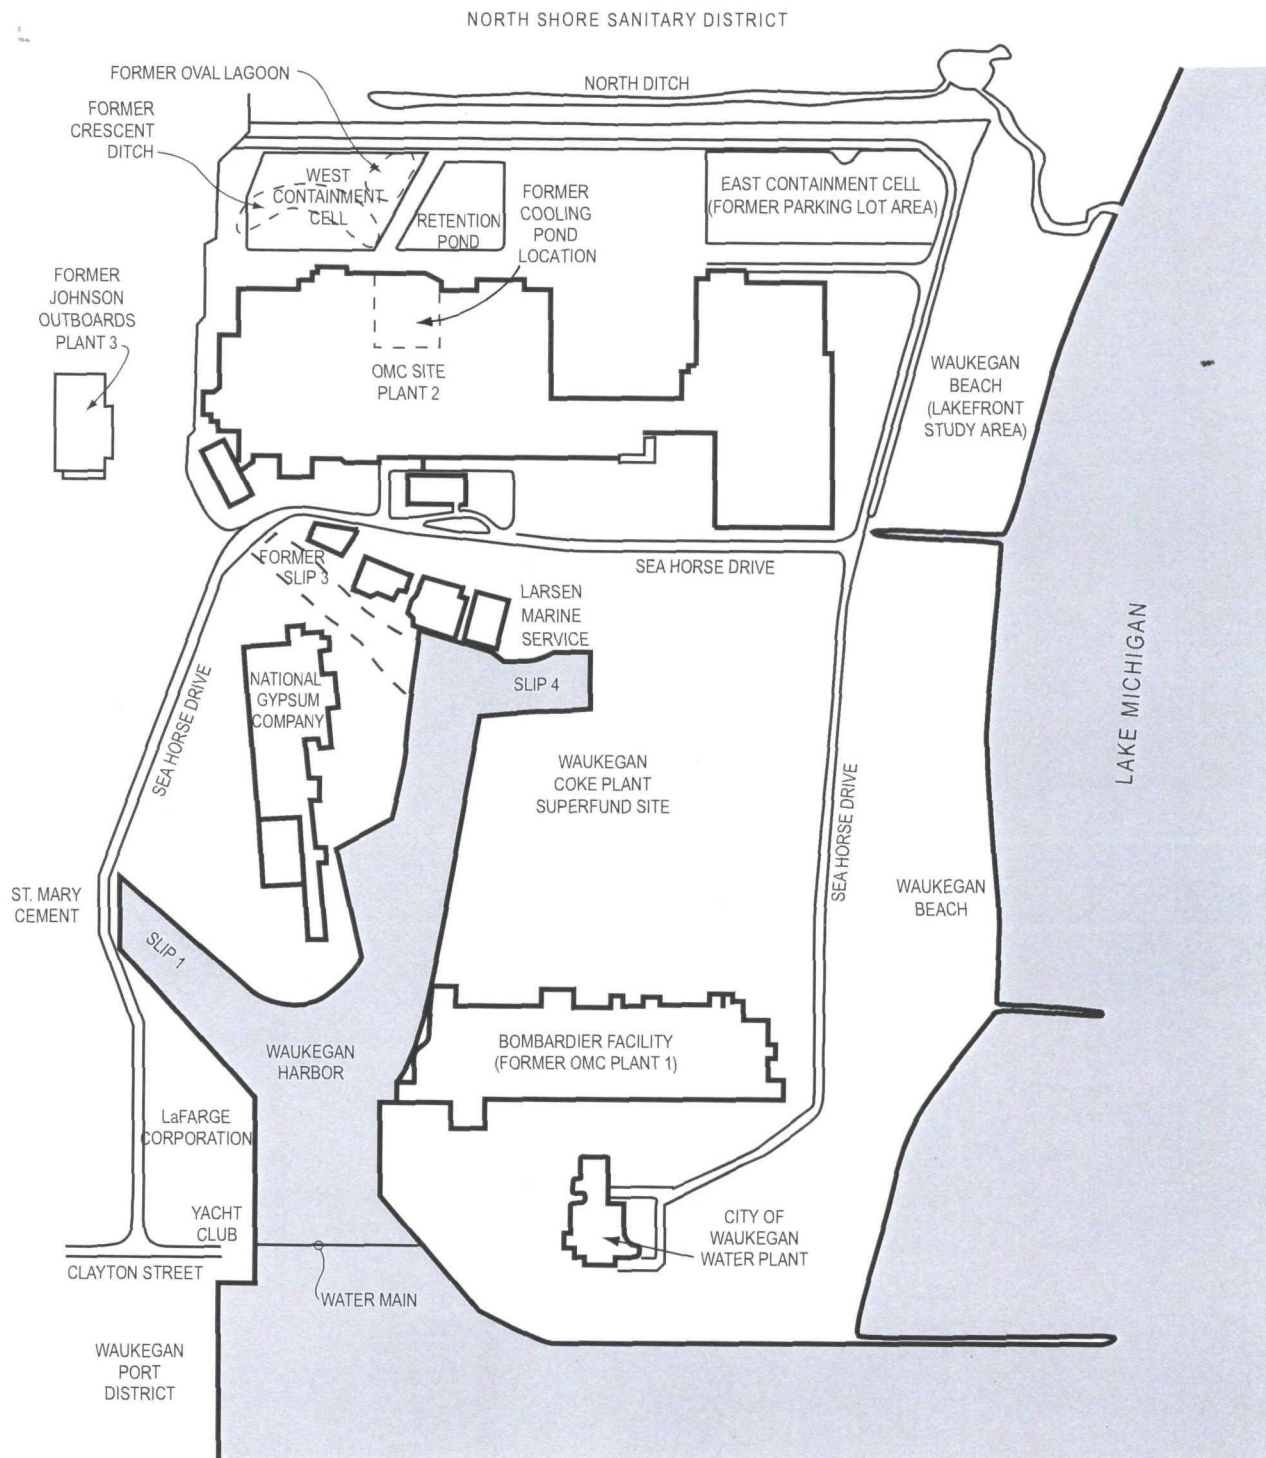 NORTH SHORE SANITARY DISTRICT
FORMER OVAL LAGOON
NORTH DITCH
FORMER
CRESCENT
DITCH
WEST
CONTAINMENT
CELL
RETENTION
POND
FORMER
COOLING
POND
LOCATION
EAST CONTAINMENT CELL
(FORMER PARKING LOT AREA)
FORMER
JOHNSON
OUTBOARDS
PLANT 3
OMC SITE
PLANT 2
WAUKEGAN
BEACH
(LAKEFRONT
STUDY AREA)
FORMER
SLIP 3
SEA HORSE DRIVE
LARSEN
MARINE
SERVICE
SLIP 4
NATIONAL
GYPSUM
COMPANY
SEA HORSE DRIVE
LAKE MICHIGAN
WAUKEGAN
COKE PLANT
SUPERFUND SITE
SEA HORSE DRIVE
WAUKEGAN
BEACH
ST. MARY
CEMENT
SLIP 1
WAUKEGAN
HARBOR
BOMBARDIER FACILITY
(FORMER OMC PLANT 1)
LaFARGE
CORPORATION
YACHT
CLUB
CITY OF
WAUKEGAN
WATER PLANT
CLAYTON STREET
WATER MAIN
WAUKEGAN
PORT
DISTRICT